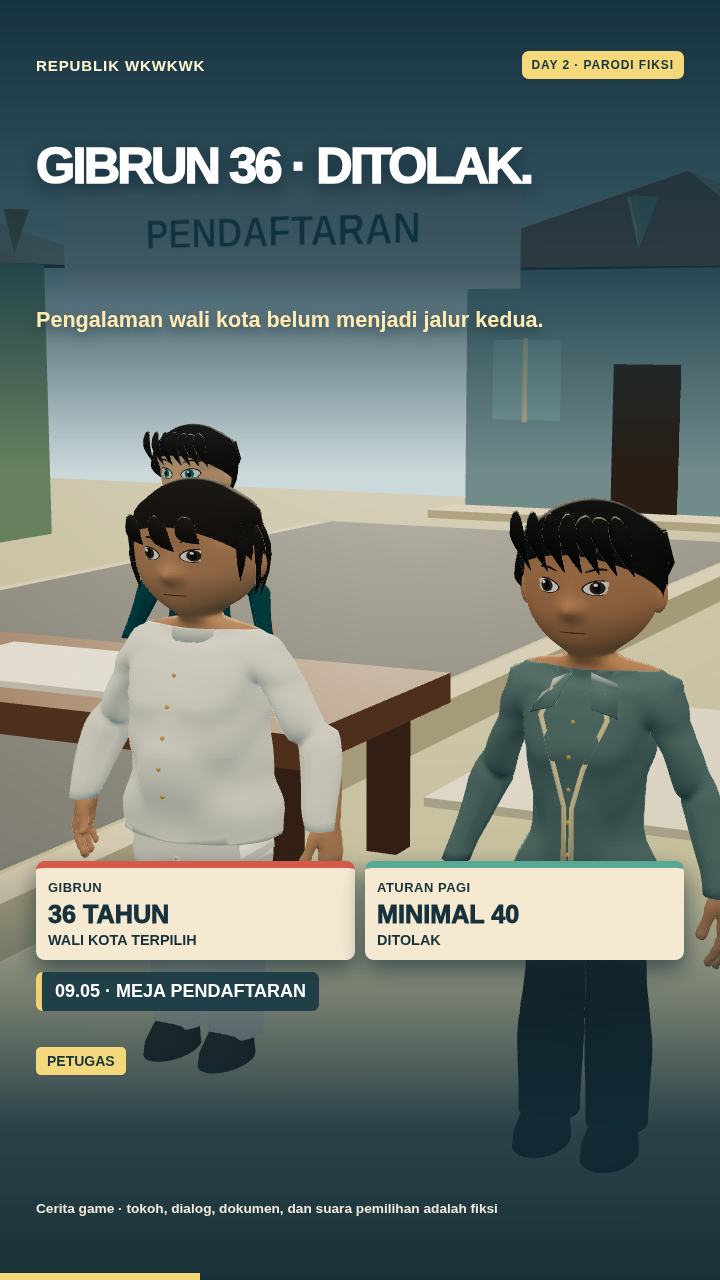 REPUBLIK WKWKWK
DAY 2 · PARODI FIKSI
GIBRUN 36 · DITOLAK.
PENDAFTARAN
Pengalaman wali kota belum menjadi jalur kedua.
GIBRUN
36 TAHUN
WALI KOTA TERPILIH
ATURAN PAGI
MINIMAL 40
DITOLAK
09.05 · MEJA PENDAFTARAN
PETUGAS
Cerita game · tokoh, dialog, dokumen, dan suara pemilihan adalah fiksi